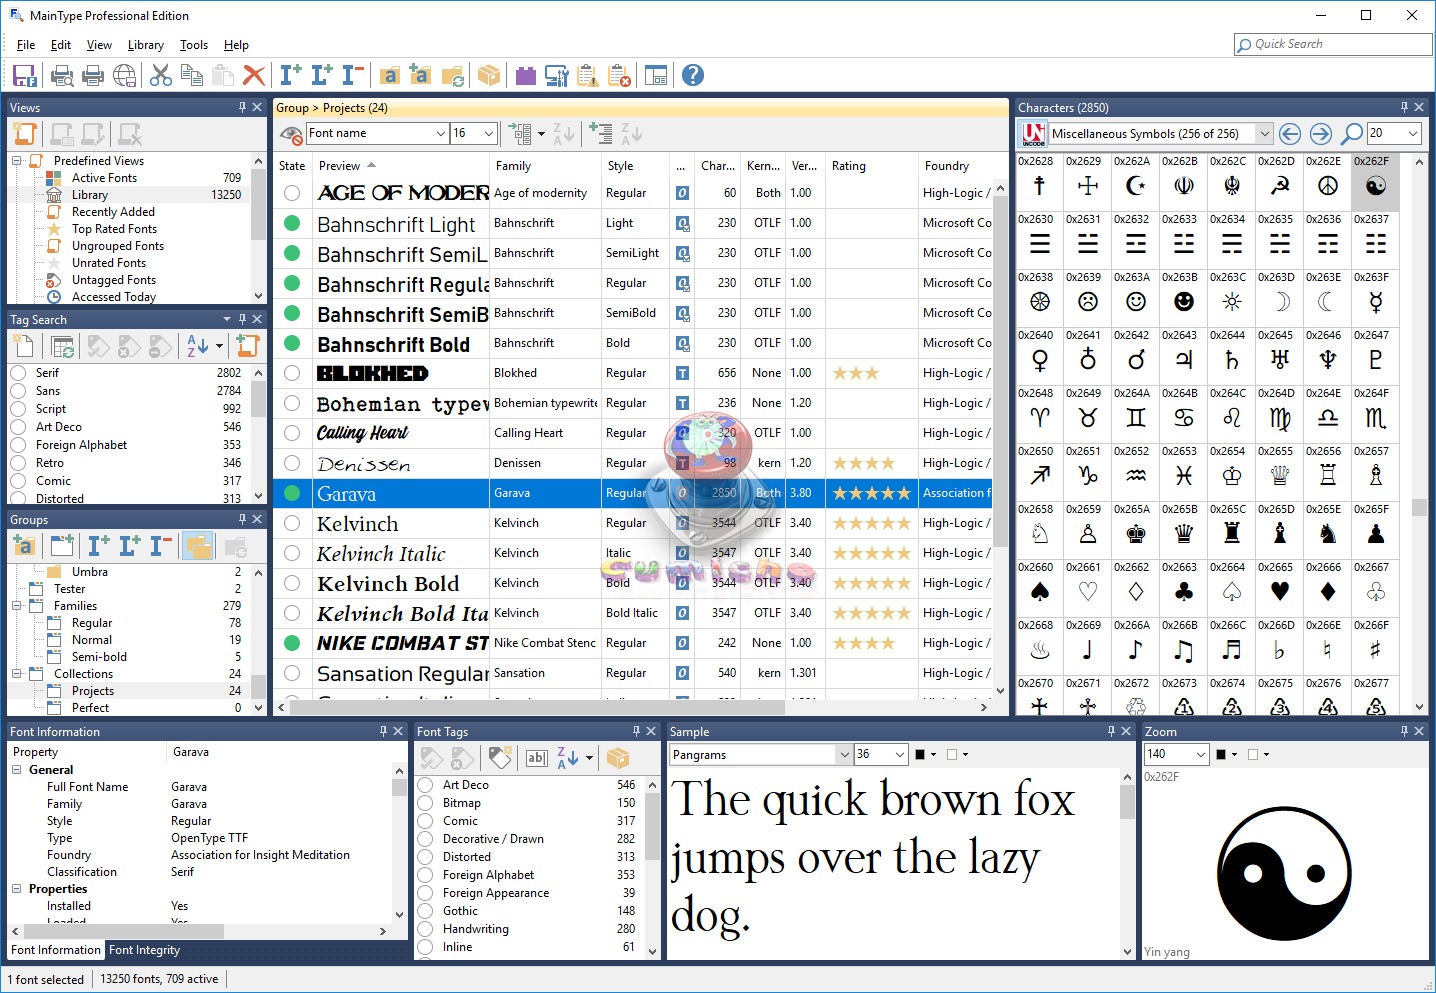 MainType Professional Edition
File Edit View Library Tools Help
Quick Search
Views
Predefined Views
Active Fonts 709
Library 13250
Recently Added
Top Rated Fonts
Ungrouped Fonts
Unrated Fonts
Untagged Fonts
Accessed Today
Tag Search
Serif 2802
Sans 2784
Script 992
Art Deco 546
Foreign Alphabet 353
Retro 346
Comic 317
Distorted 313
Groups
Umbra 2
Tester 2
Families 279
Regular 78
Normal 19
Semi-bold 5
Collections 24
Projects 24
Perfect 0
Group > Projects (24)
Font name 16
State Preview Family Style ... Char... Kern... Ver... Rating Foundry
AGE OF MODER Age of modernity Regular O 60 Both 1.00 High-Logic /
Bahnschrift Light Bahnschrift Light O 230 OTLF 1.00 Microsoft Co
Bahnschrift SemiL Bahnschrift SemiLight O 230 OTLF 1.00 Microsoft Co
Bahnschrift Regula Bahnschrift Regular O 230 OTLF 1.00 Microsoft Co
Bahnschrift SemiB Bahnschrift SemiBold O 230 OTLF 1.00 Microsoft Co
Bahnschrift Bold Bahnschrift Bold O 230 OTLF 1.00 Microsoft Co
BLOKHED Blokhed Regular T 656 None 1.00 High-Logic /
Bohemian typew Bohemian typewrite Regular T 236 None 1.20 High-Logic /
Calling Heart Calling Heart Regular O 320 OTLF 1.00 High-Logic /
Denissen Denissen Regular T 98 kern 1.20 High-Logic /
Garava Garava Regular O 2850 Both 3.80 Association f
Kelvinch Kelvinch Regular O 3544 OTLF 3.40 High-Logic /
Kelvinch Italic Kelvinch Italic O 3547 OTLF 3.40 High-Logic /
Kelvinch Bold Kelvinch Bold O 3544 OTLF 3.40 High-Logic /
Kelvinch Bold Ita Kelvinch Bold Italic O 3547 OTLF 3.40 High-Logic /
NIKE COMBAT ST Nike Combat Stenc Regular O 242 None 1.00 High-Logic /
Sansation Regular Sansation Regular O 540 kern 1.301 High-Logic /
Cumicho
Characters (2850)
UNICODE Miscellaneous Symbols (256 of 256) 20
0x2628 0x2629 0x262A 0x262B 0x262C 0x262D 0x262E 0x262F
☨ ☩ ☪ ☫ ☬ ☭ ☮ ☯
0x2630 0x2631 0x2632 0x2633 0x2634 0x2635 0x2636 0x2637
☰ ☱ ☲ ☳ ☴ ☵ ☶ ☷
0x2638 0x2639 0x263A 0x263B 0x263C 0x263D 0x263E 0x263F
☸ ☹ ☺ ☻ ☼ ☽ ☾ ☿
0x2640 0x2641 0x2642 0x2643 0x2644 0x2645 0x2646 0x2647
♀ ♁ ♂ ♃ ♄ ♅ ♆ ♇
0x2648 0x2649 0x264A 0x264B 0x264C 0x264D 0x264E 0x264F
♈ ♉ ♊ ♋ ♌ ♍ ♎ ♏
0x2650 0x2651 0x2652 0x2653 0x2654 0x2655 0x2656 0x2657
♐ ♑ ♒ ♓ ♔ ♕ ♖ ♗
0x2658 0x2659 0x265A 0x265B 0x265C 0x265D 0x265E 0x265F
♘ ♙ ♚ ♛ ♜ ♝ ♞ ♟
0x2660 0x2661 0x2662 0x2663 0x2664 0x2665 0x2666 0x2667
♠ ♡ ♢ ♣ ♤ ♥ ♦ ♧
0x2669 0x2669 0x266A 0x266B 0x266C 0x266D 0x266E 0x266F
♨ ♩ ♪ ♫ ♬ ♭ ♮ ♯
0x2670 0x2671 0x2672 0x2673 0x2674 0x2675 0x2676 0x2677
♰ ♱ ♲ ♳ ♴ ♵ ♶ ♷
Font Information
Property Garava
General
Full Font Name Garava
Family Garava
Style Regular
Type OpenType TTF
Foundry Association for Insight Meditation
Classification Serif
Properties
Installed Yes
Loaded Yes
Font Information Font Integrity
Font Tags
Art Deco 546
Bitmap 150
Comic 317
Decorative / Drawn 282
Distorted 313
Foreign Alphabet 353
Foreign Appearance 39
Gothic 148
Handwriting 280
Inline 61
Sample
Pangrams 36
The quick brown fox
jumps over the lazy
dog.
Zoom
140
0x262F
Yin yang
1 font selected 13250 fonts, 709 active